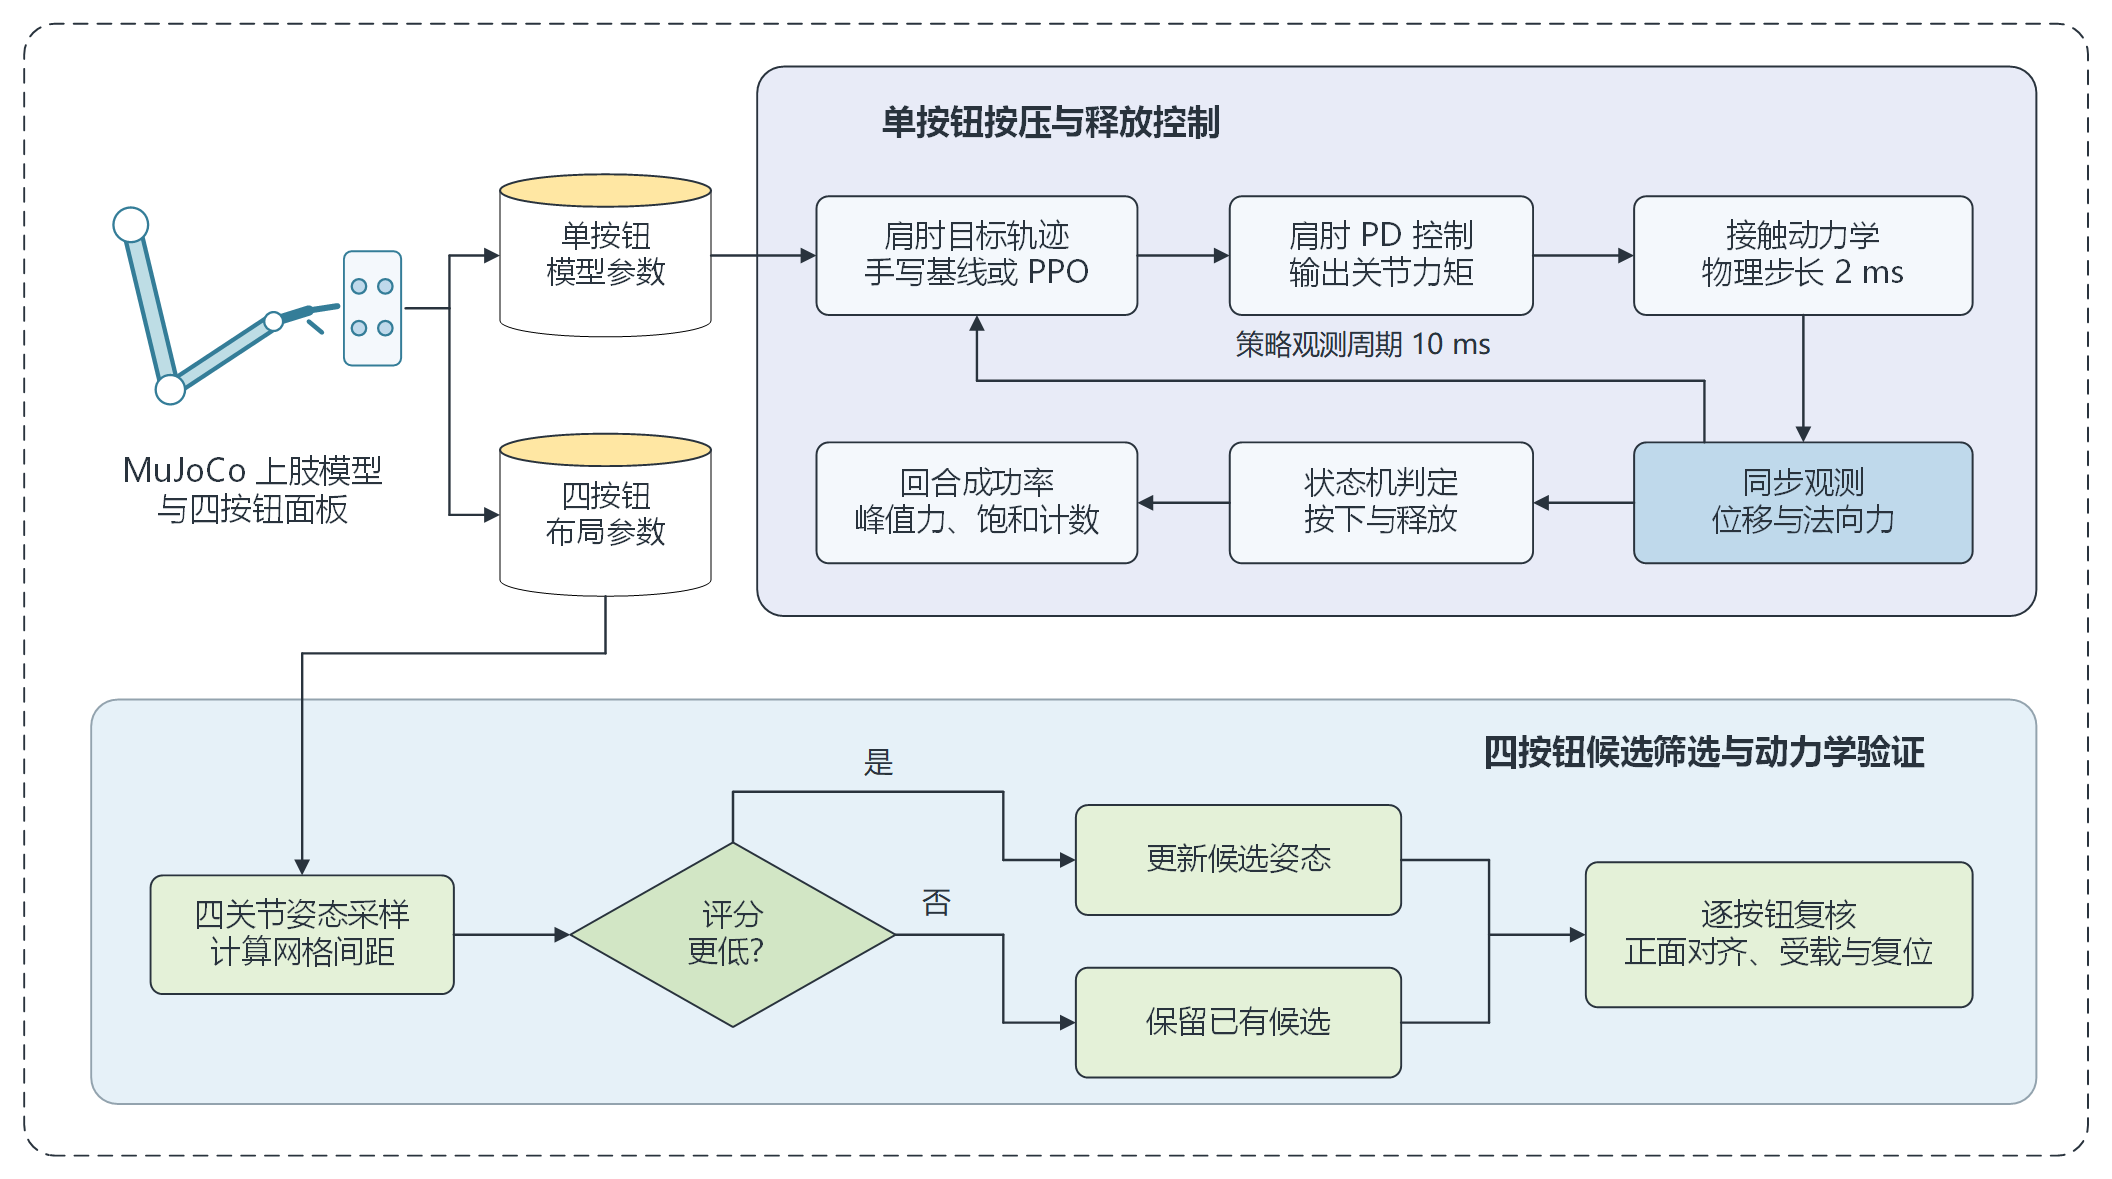 单按钮按压与释放控制
单按钮
模型参数
肩肘目标轨迹
手写基线或 PPO
肩肘 PD 控制
输出关节力矩
接触动力学
物理步长 2 ms
策略观测周期 10 ms
MuJoCo 上肢模型
与四按钮面板
四按钮
布局参数
回合成功率
峰值力、饱和计数
状态机判定
按下与释放
同步观测
位移与法向力
四按钮候选筛选与动力学验证
是
四关节姿态采样
计算网格间距
评分
更低?
否
更新候选姿态
保留已有候选
逐按钮复核
正面对齐、受载与复位